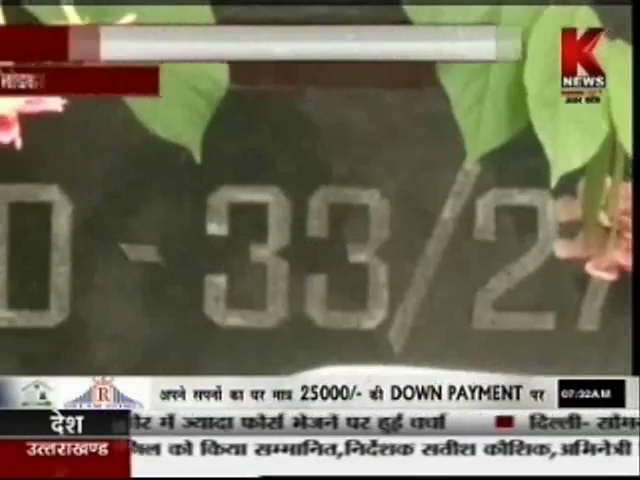 K
NEWS
D - 33/2
अपने सपनों का घर मात्र 25000/- की DOWN PAYMENT पर
07:32AM
देश
में ज्यादा फोर्स भेजने पर हुई चर्चा दिल्ली-
उत्तराखण्ड
को किया सम्मानित,निर्देशक सतीश कौशिक,अभिनेत्री